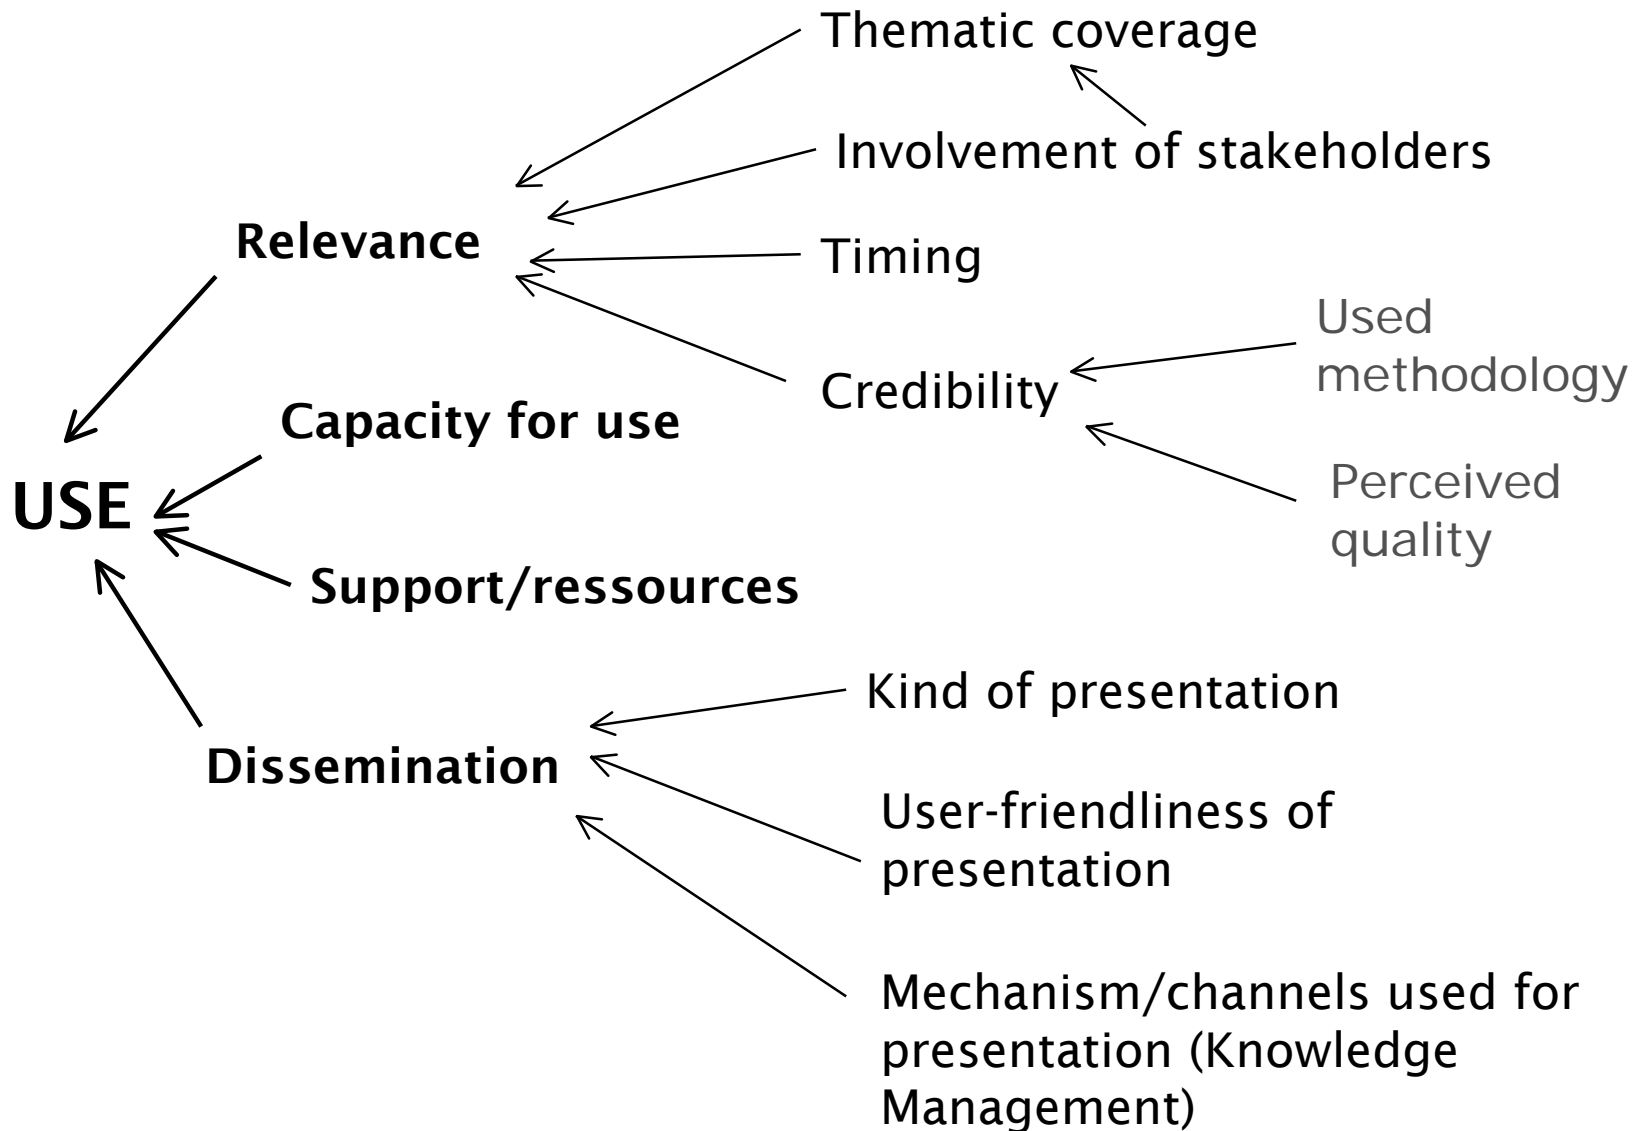 Thematic coverage
Involvement of stakeholders
Relevance
Timing
Used
methodology
Credibility
Capacity for use
Perceived
quality
USE
Support/ressources
Kind of presentation
Dissemination
User-friendliness of
presentation
Mechanism/channels used for
presentation (Knowledge
Management)